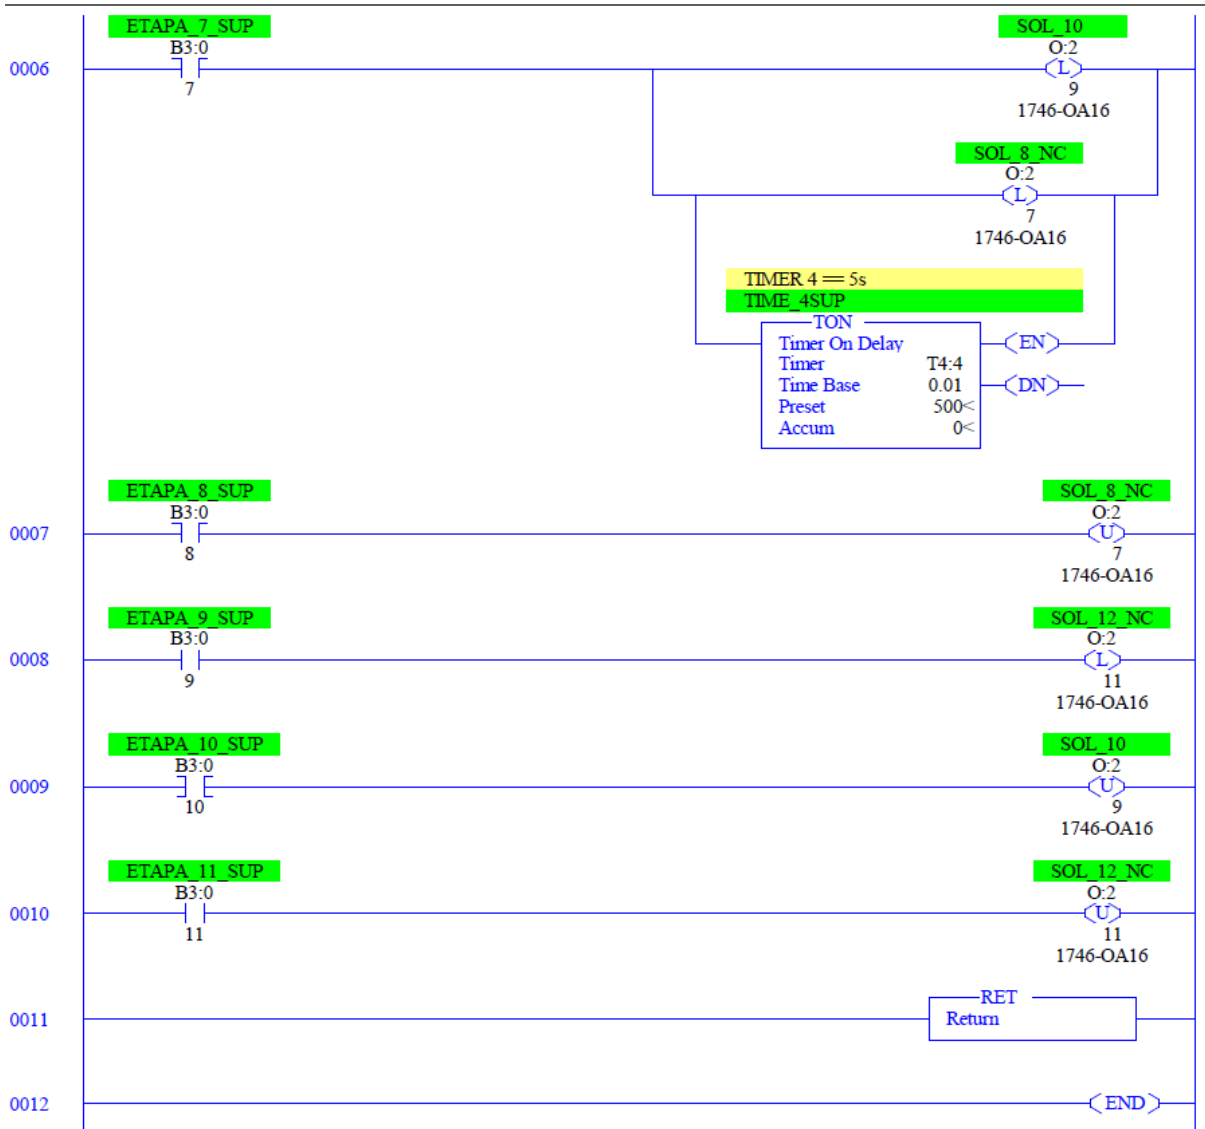 ETAPA_7_SUP
SOL_10
B3:0
O:2
0006
L
7
9
1746-OA16
SOL_8_NC
O:2
L
7
1746-OA16
TIMER 4 == 5s
TIME_4SUP
TON
Timer On Delay
EN
Timer T4:4
Time Base 0.01
DN
Preset 500<
Accum 0<
ETAPA_8_SUP
SOL_8_NC
B3:0
O:2
0007
U
8
7
1746-OA16
ETAPA_9_SUP
SOL_12_NC
B3:0
O:2
0008
L
9
11
1746-OA16
ETAPA_10_SUP
SOL_10
B3:0
O:2
0009
U
10
9
1746-OA16
ETAPA_11_SUP
SOL_12_NC
B3:0
O:2
0010
U
11
11
1746-OA16
RET
0011
Return
0012
END